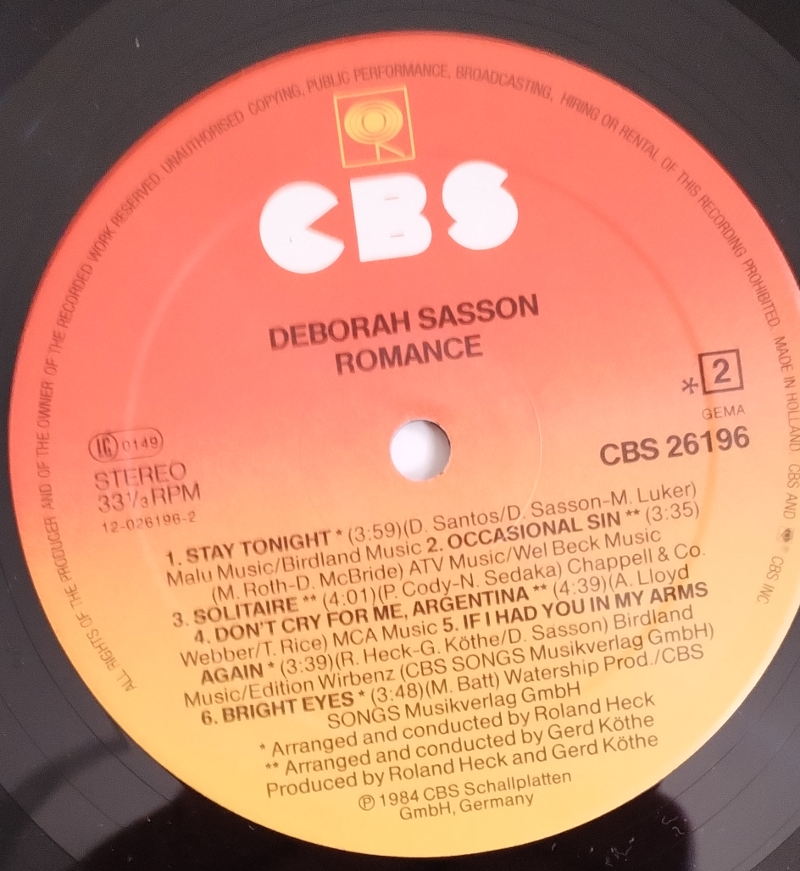 ALL RIGHTS OF THE PRODUCER AND OF THE OWNER OF THE RECORDED WORK RESERVED. UNAUTHORISED COPYING, PUBLIC PERFORMANCE, BROADCASTING, HIRING OR RENTAL OF THIS RECORDING PROHIBITED. MADE IN HOLLAND CBS AND CBS INC
CBS
DEBORAH SASSON
ROMANCE
* 2
GEMA
CBS 26196
LC 0149
STEREO
33⅓ RPM
12-026196-2
1. STAY TONIGHT * (3:59)(D. Santos/D. Sasson-M. Luker)
Malu Music/Birdland Music 2. OCCASIONAL SIN ** (3:35)
(M. Roth-D. McBride) ATV Music/Wel Beck Music
3. SOLITAIRE ** (4:01)(P. Cody-N. Sedaka) Chappell & Co.
4. DON'T CRY FOR ME, ARGENTINA ** (4:39)(A. Lloyd
Webber/T. Rice) MCA Music 5. IF I HAD YOU IN MY ARMS
AGAIN * (3:39)(R. Heck-G. Köthe/D. Sasson) Birdland
Music/Edition Wirbenz (CBS SONGS Musikverlag GmbH)
6. BRIGHT EYES * (3:48)(M. Batt) Watership Prod./CBS
SONGS Musikverlag GmbH
* Arranged and conducted by Roland Heck
** Arranged and conducted by Gerd Köthe
Produced by Roland Heck and Gerd Köthe
℗ 1984 CBS Schallplatten
GmbH, Germany